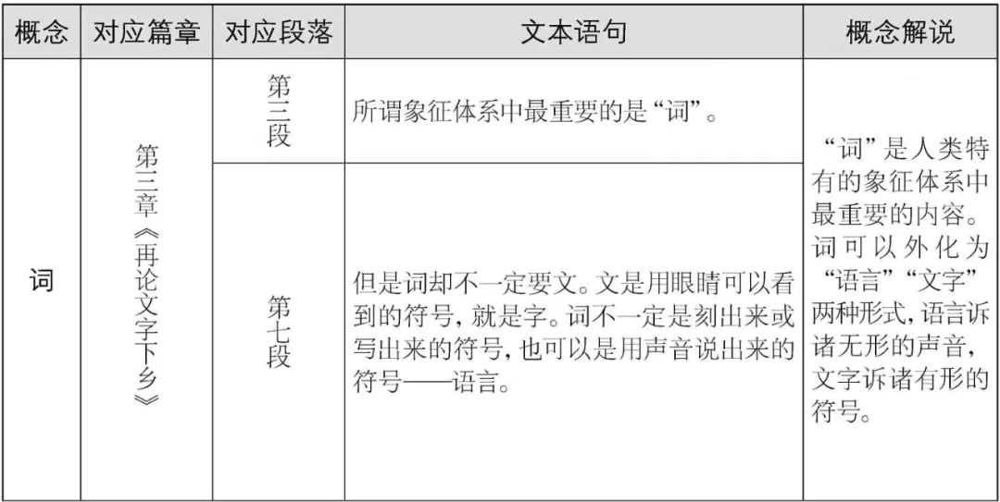 概念 对应篇章 对应段落 文本语句 概念解说
词
第三章《再论文字下乡》
第三段
所谓象征体系中最重要的是“词”。
第七段
但是词却不一定要文。文是用眼睛可以看
到的符号,就是字。词不一定是刻出来或
写出来的符号,也可以是用声音说出来的
符号——语言。
“词”是人类特
有的象征体系中
最重要的内容。
词可以外化为
“语言”“文字”
两种形式,语言诉
诸无形的声音,
文字诉诸有形的
符号。